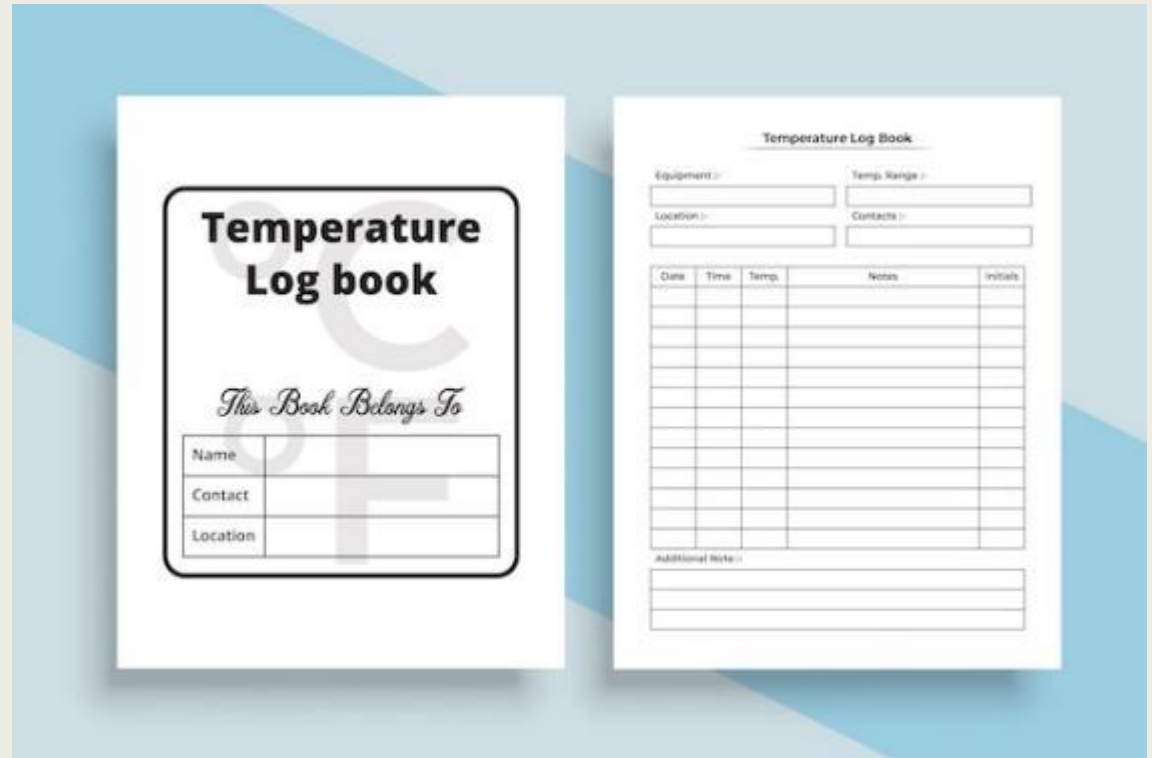 Temperature
Log book
°C
°F
This Book Belongs To
Name
Contact
Location
Temperature Log Book
Equipment :-
Temp. Range :-
Location :-
Contacts :-
Date Time Temp. Notes Initials
Additional Note :-